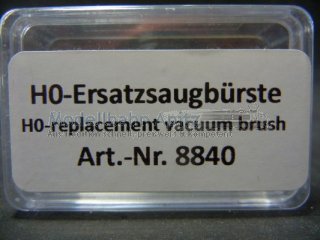 H0-Ersatzsaugbürste
H0-replacement vacuum brush
Art.-Nr. 8840